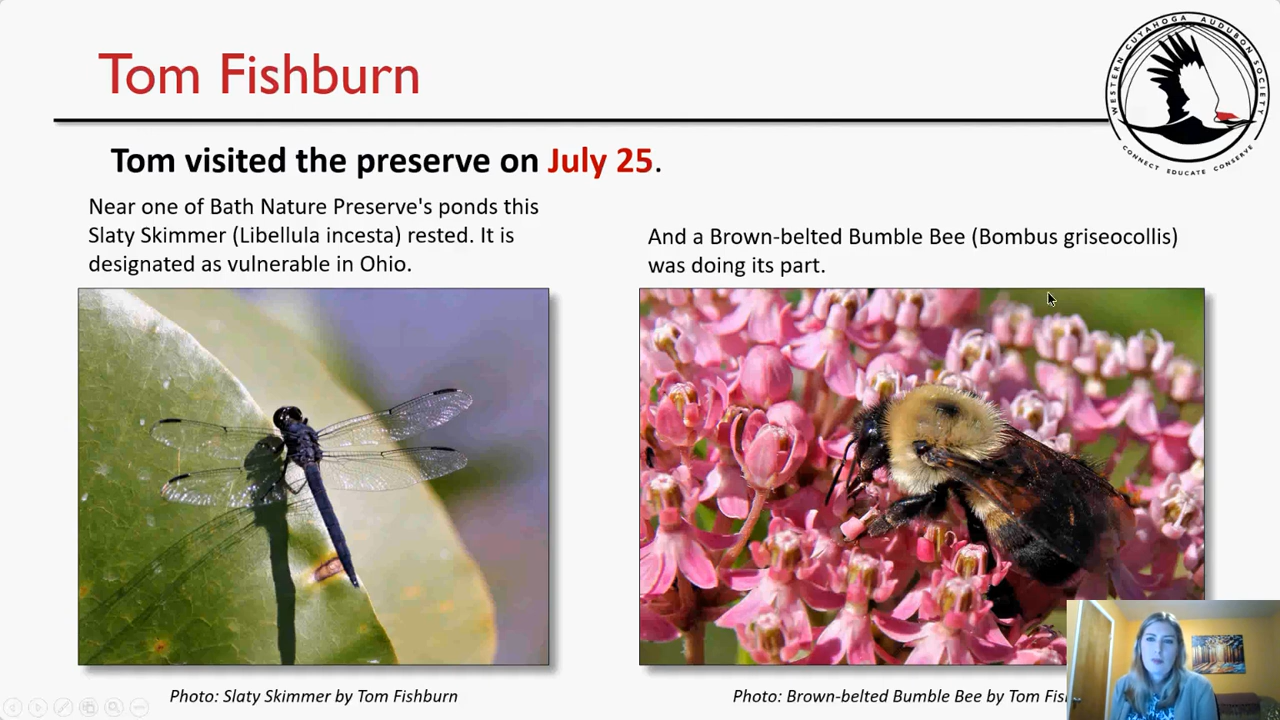 Tom Fishburn
WESTERN CUYAHOGA AUDUBON SOCIETY
CONNECT EDUCATE CONSERVE
Tom visited the preserve on July 25.
Near one of Bath Nature Preserve's ponds this
Slaty Skimmer (Libellula incesta) rested. It is
designated as vulnerable in Ohio.
And a Brown-belted Bumble Bee (Bombus griseocollis)
was doing its part.
Photo: Slaty Skimmer by Tom Fishburn
Photo: Brown-belted Bumble Bee by Tom